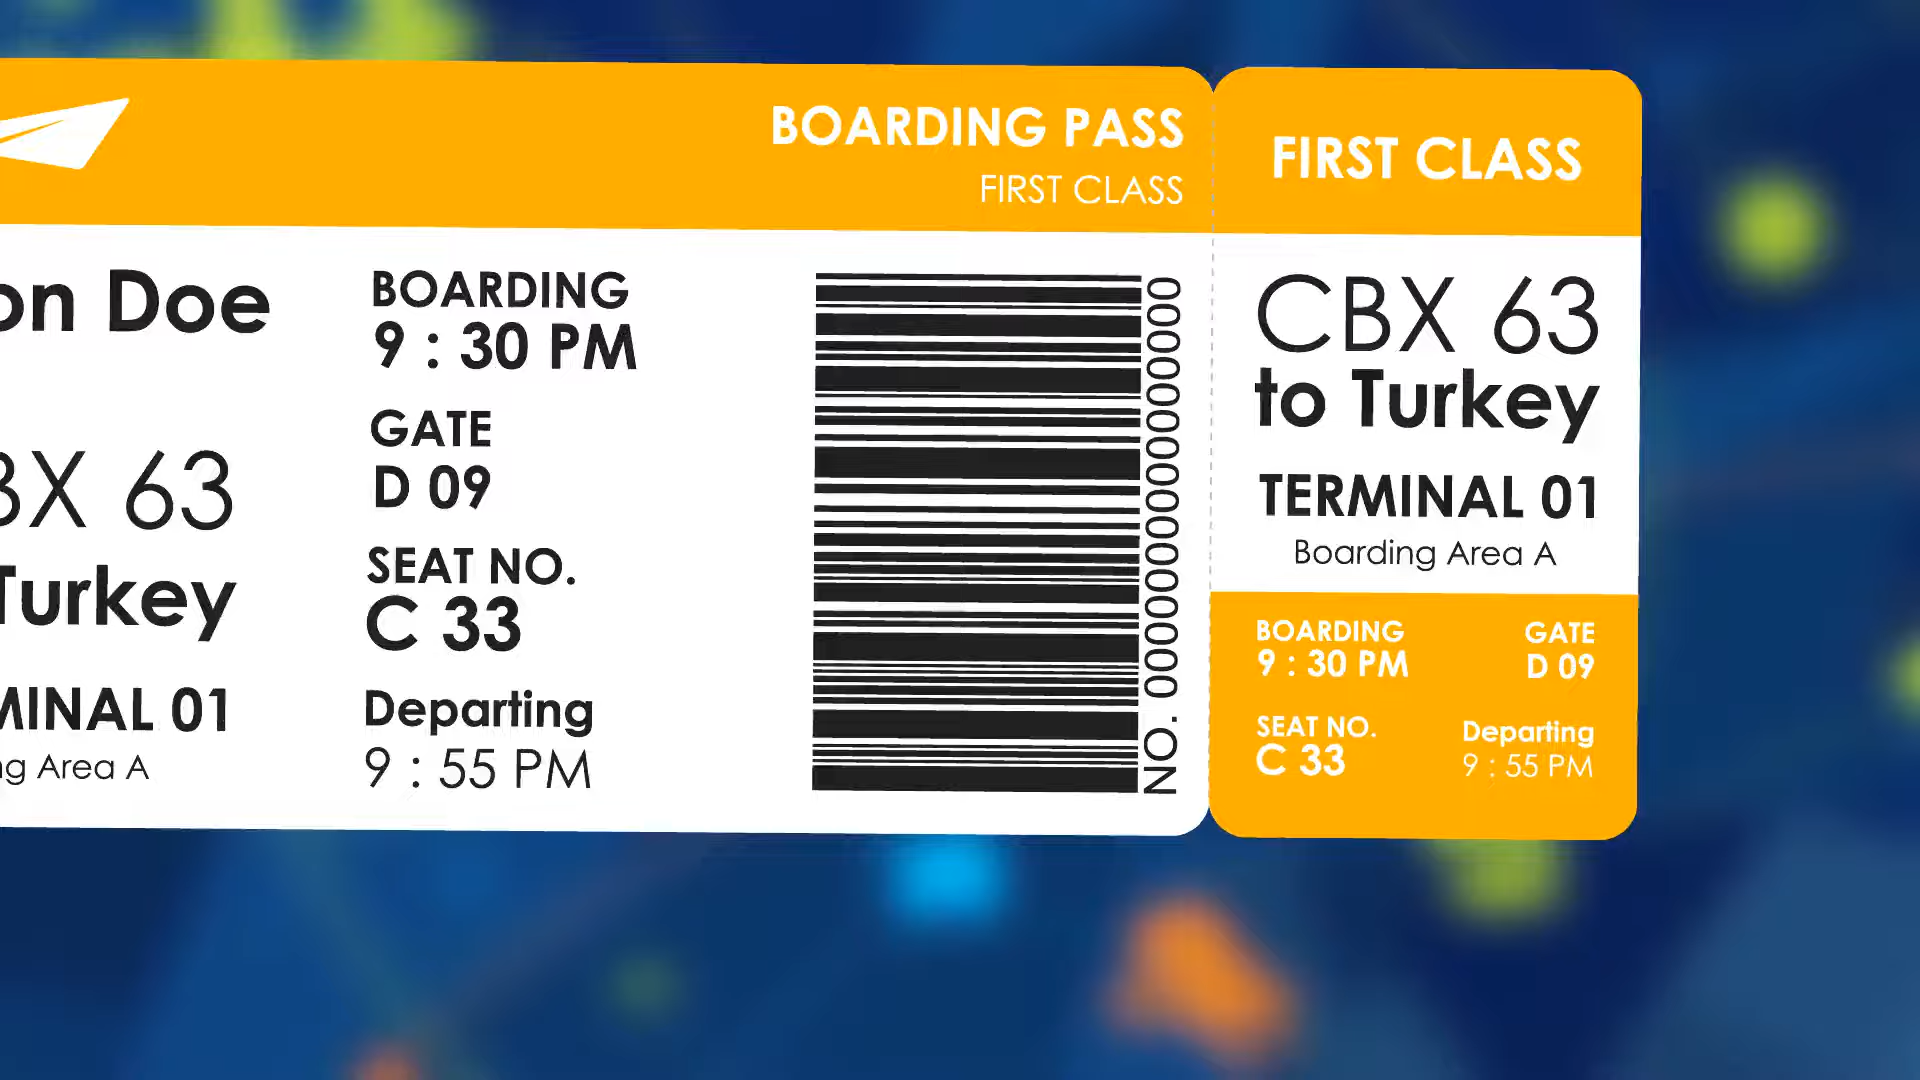 BOARDING PASS
FIRST CLASS
on Doe
BX 63
Turkey
MINAL 01
ng Area A
BOARDING
9 : 30 PM
GATE
D 09
SEAT NO.
C 33
Departing
9 : 55 PM
FIRST CLASS
CBX 63
to Turkey
TERMINAL 01
Boarding Area A
BOARDING
9 : 30 PM
GATE
D 09
SEAT NO.
C 33
Departing
9 : 55 PM